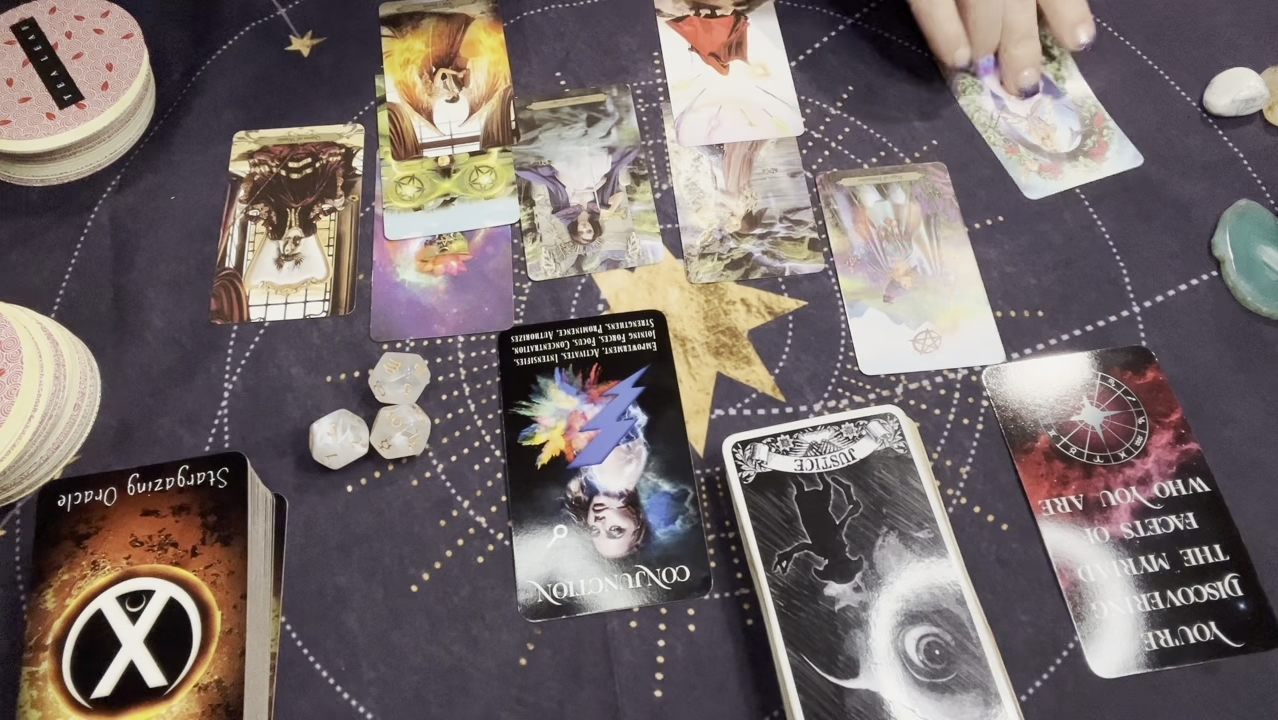 TEA LEAF
Stargazing Oracle
X
CONJUNCTION
EMPOWERMENT, ACTIVATES, INTENSIFIES,
JOINING FORCES, FOCUS, CONCENTRATION,
STRENGTHENS, PROMINENCE, AUTHORIZES
JUSTICE
YOU'RE
DISCOVERING
THE MYRIAD
FACETS OF
WHO YOU ARE